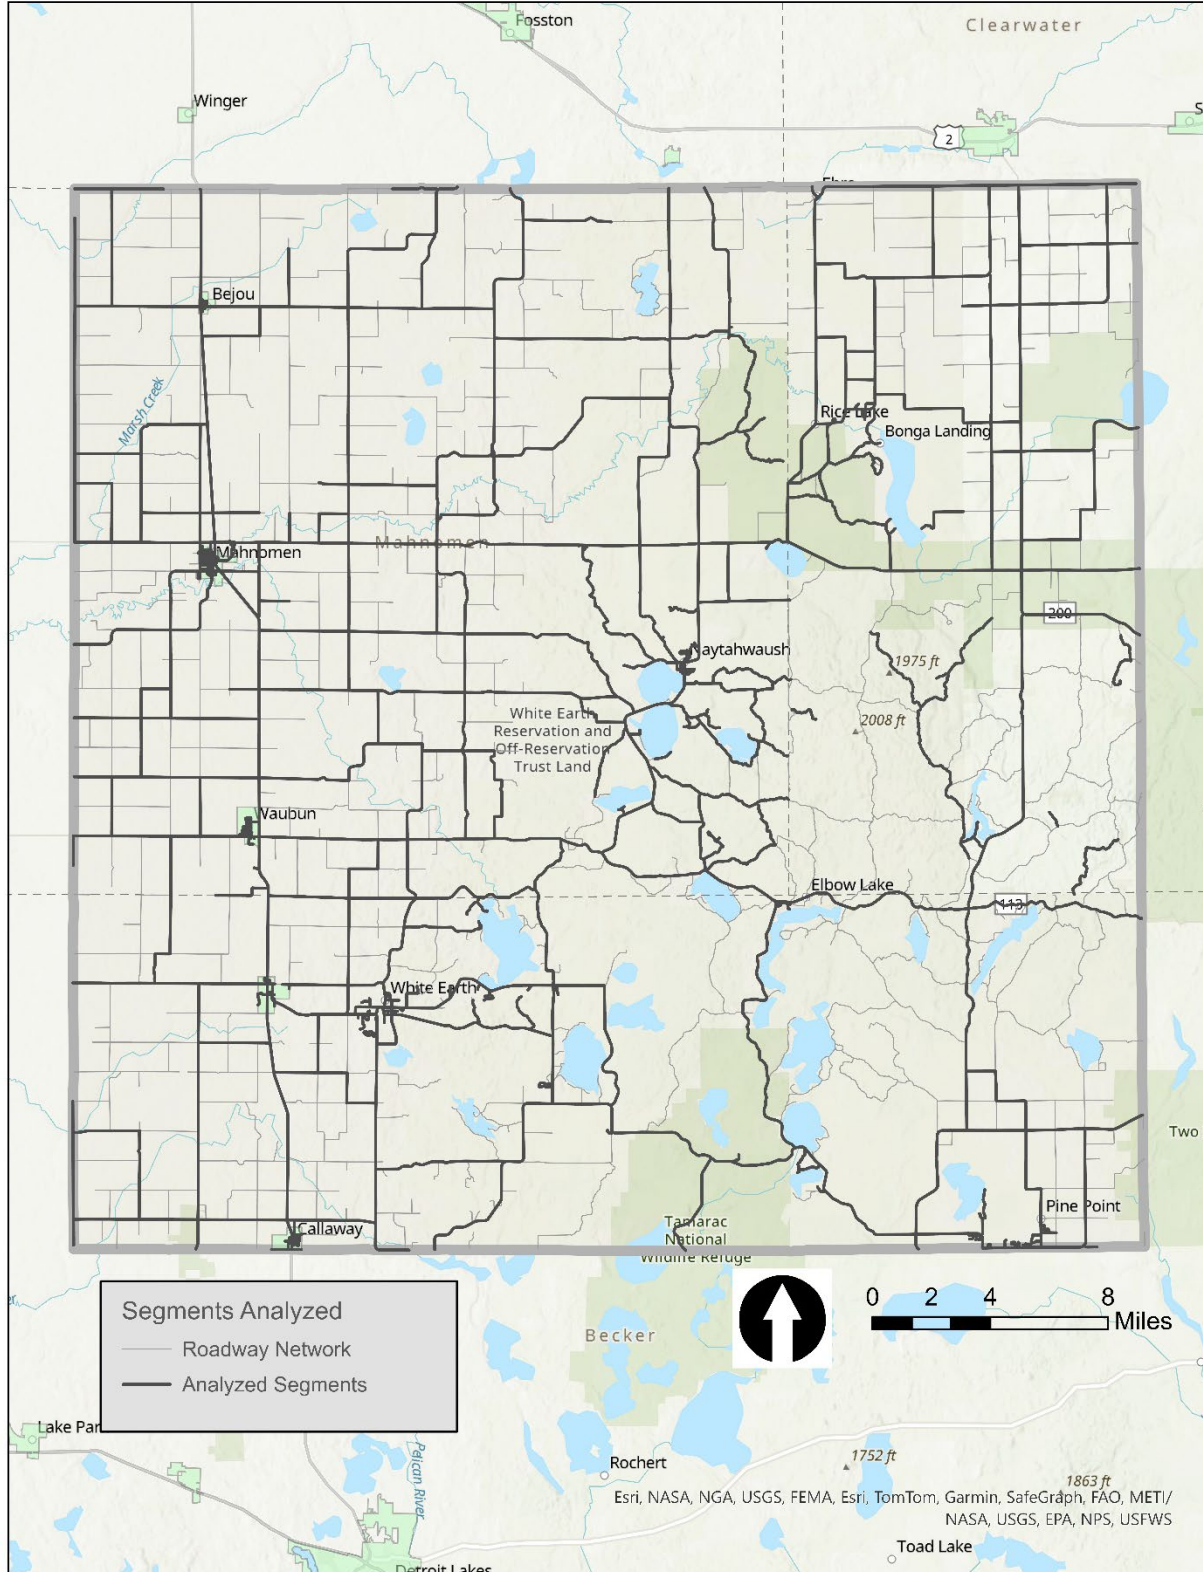 Fosston
Clearwater
Winger
2
S
Bejou
Marsh Creek
Rice Lake
Bonga Landing
Mahnomen
Mahnomen
200
Naytahwaush
1975 ft
2008 ft
White Earth
Reservation and
Off-Reservation
Trust Land
Waubun
Elbow Lake
113
White Earth
Two
Pine Point
Callaway
Tamarac
National
Wildlife Refuge
Segments Analyzed
Roadway Network
Analyzed Segments
0 2 4 8
Miles
Becker
Lake Par
Pelican River
Rochert
1752 ft
1863 ft
Esri, NASA, NGA, USGS, FEMA, Esri, TomTom, Garmin, SafeGraph, FAO, METI/
NASA, USGS, EPA, NPS, USFWS
Toad Lake
Detroit Lakes